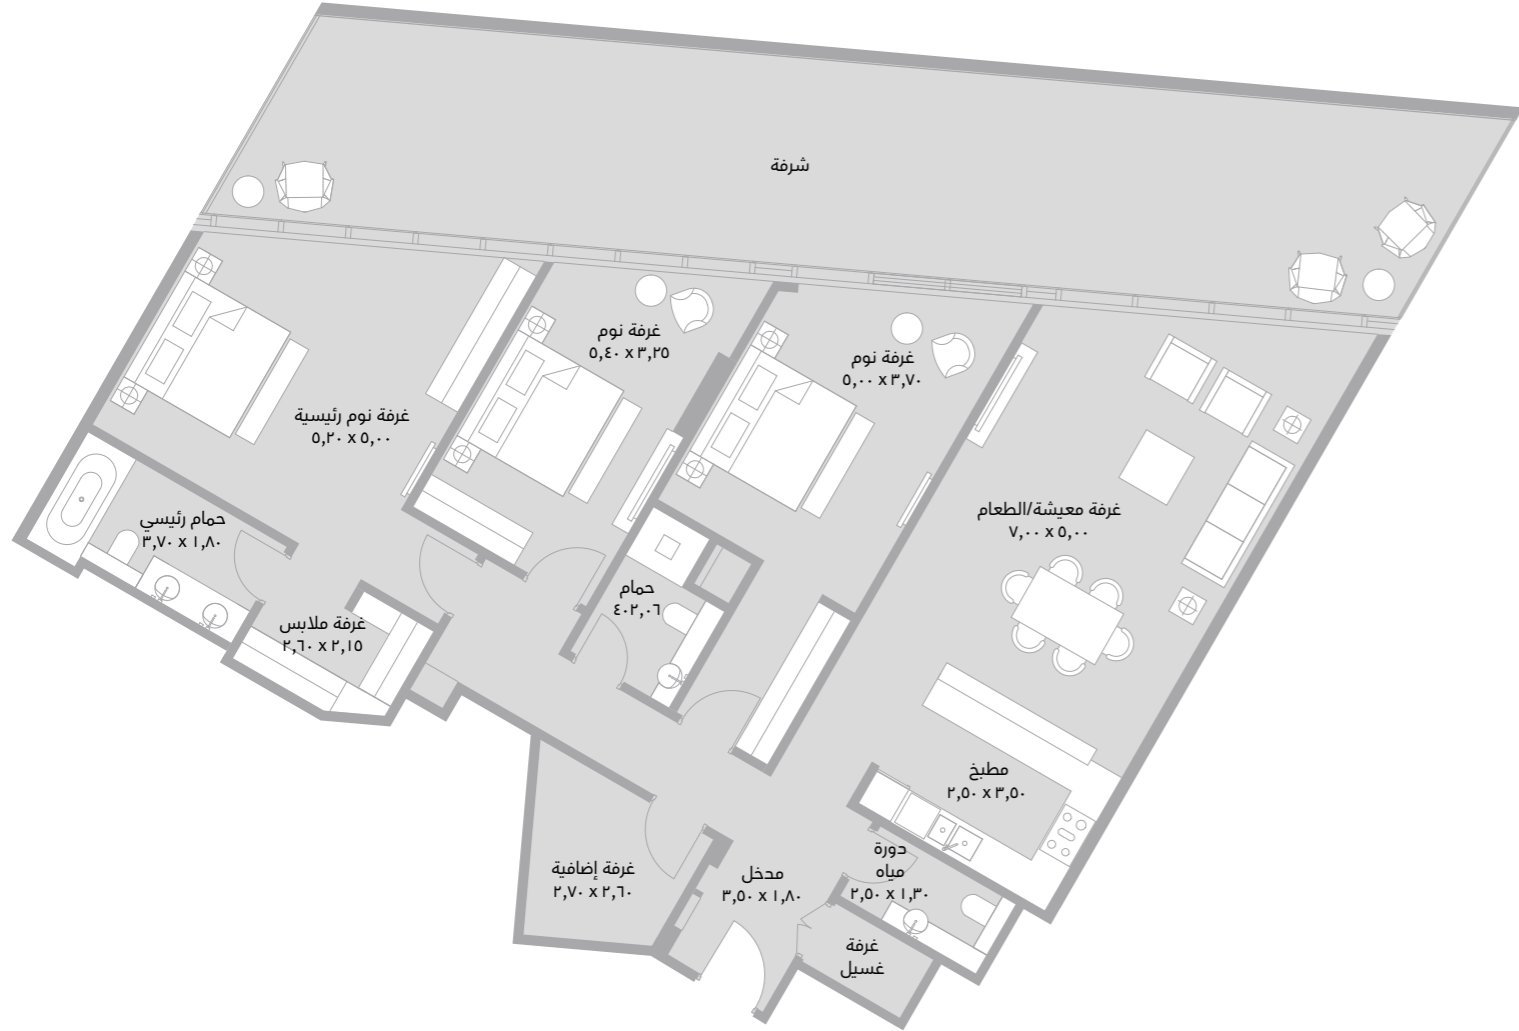 شرفة
غرفة نوم
٥,٤٠ x ٣,٢٥
غرفة نوم
٥,٠٠ x ٣,٧٠
غرفة نوم رئيسية
٥,٢٠ x ٥,٠٠
غرفة معيشة/الطعام
٧,٠٠ x ٥,٠٠
حمام رئيسي
٣,٧٠ x ١,٨٠
حمام
٤٠٢,٠٦
غرفة ملابس
٢,٦٠ x ٢,١٥
مطبخ
٢,٥٠ x ٣,٥٠
دورة
مياه
٢,٥٠ x ١,٣٠
غرفة إضافية
٢,٧٠ x ٢,٦٠
مدخل
٣,٥٠ x ١,٨٠
غرفة
غسيل